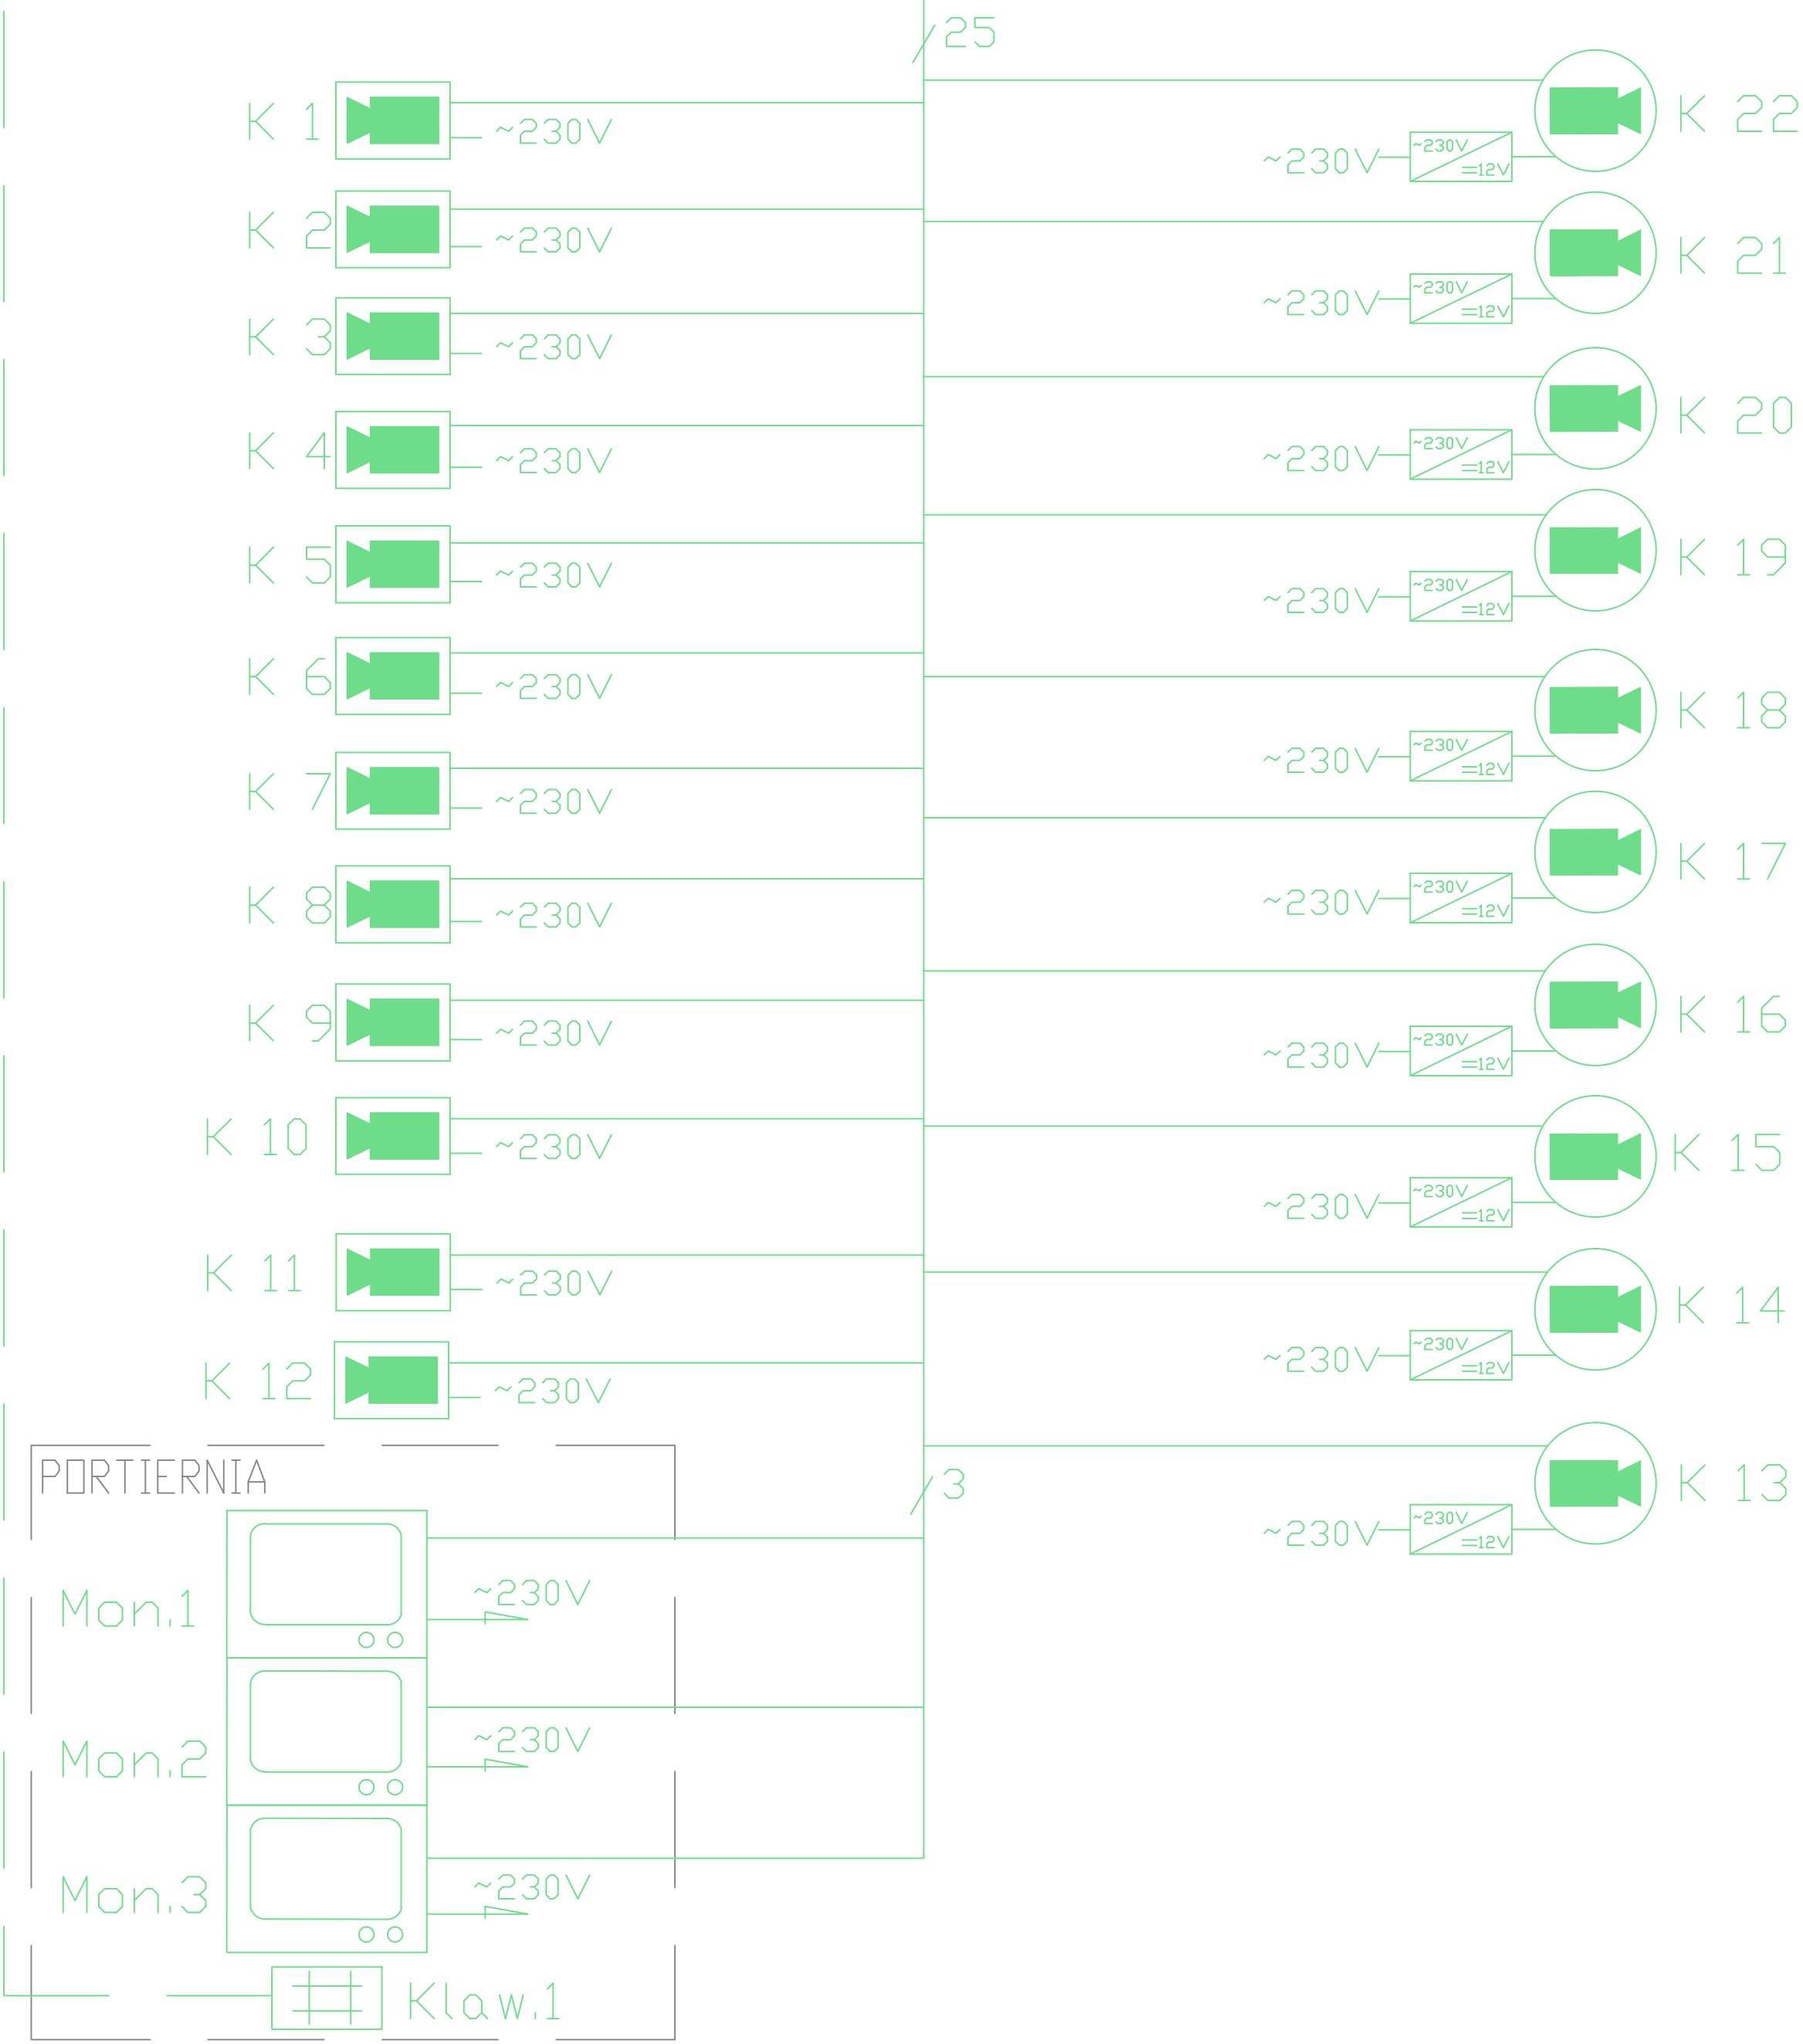 /25
K 1
~230V
K 2
~230V
K 3
~230V
K 4
~230V
K 5
~230V
K 6
~230V
K 7
~230V
K 8
~230V
K 9
~230V
K 10
~230V
K 11
~230V
K 12
~230V
K 22
~230V
~230V
=12V
K 21
~230V
~230V
=12V
K 20
~230V
~230V
=12V
K 19
~230V
~230V
=12V
K 18
~230V
~230V
=12V
K 17
~230V
~230V
=12V
K 16
~230V
~230V
=12V
K 15
~230V
~230V
=12V
K 14
~230V
~230V
=12V
K 13
~230V
~230V
=12V
/3
PORTIERNIA
Mon.1
~230V
Mon.2
~230V
Mon.3
~230V
Klaw.1